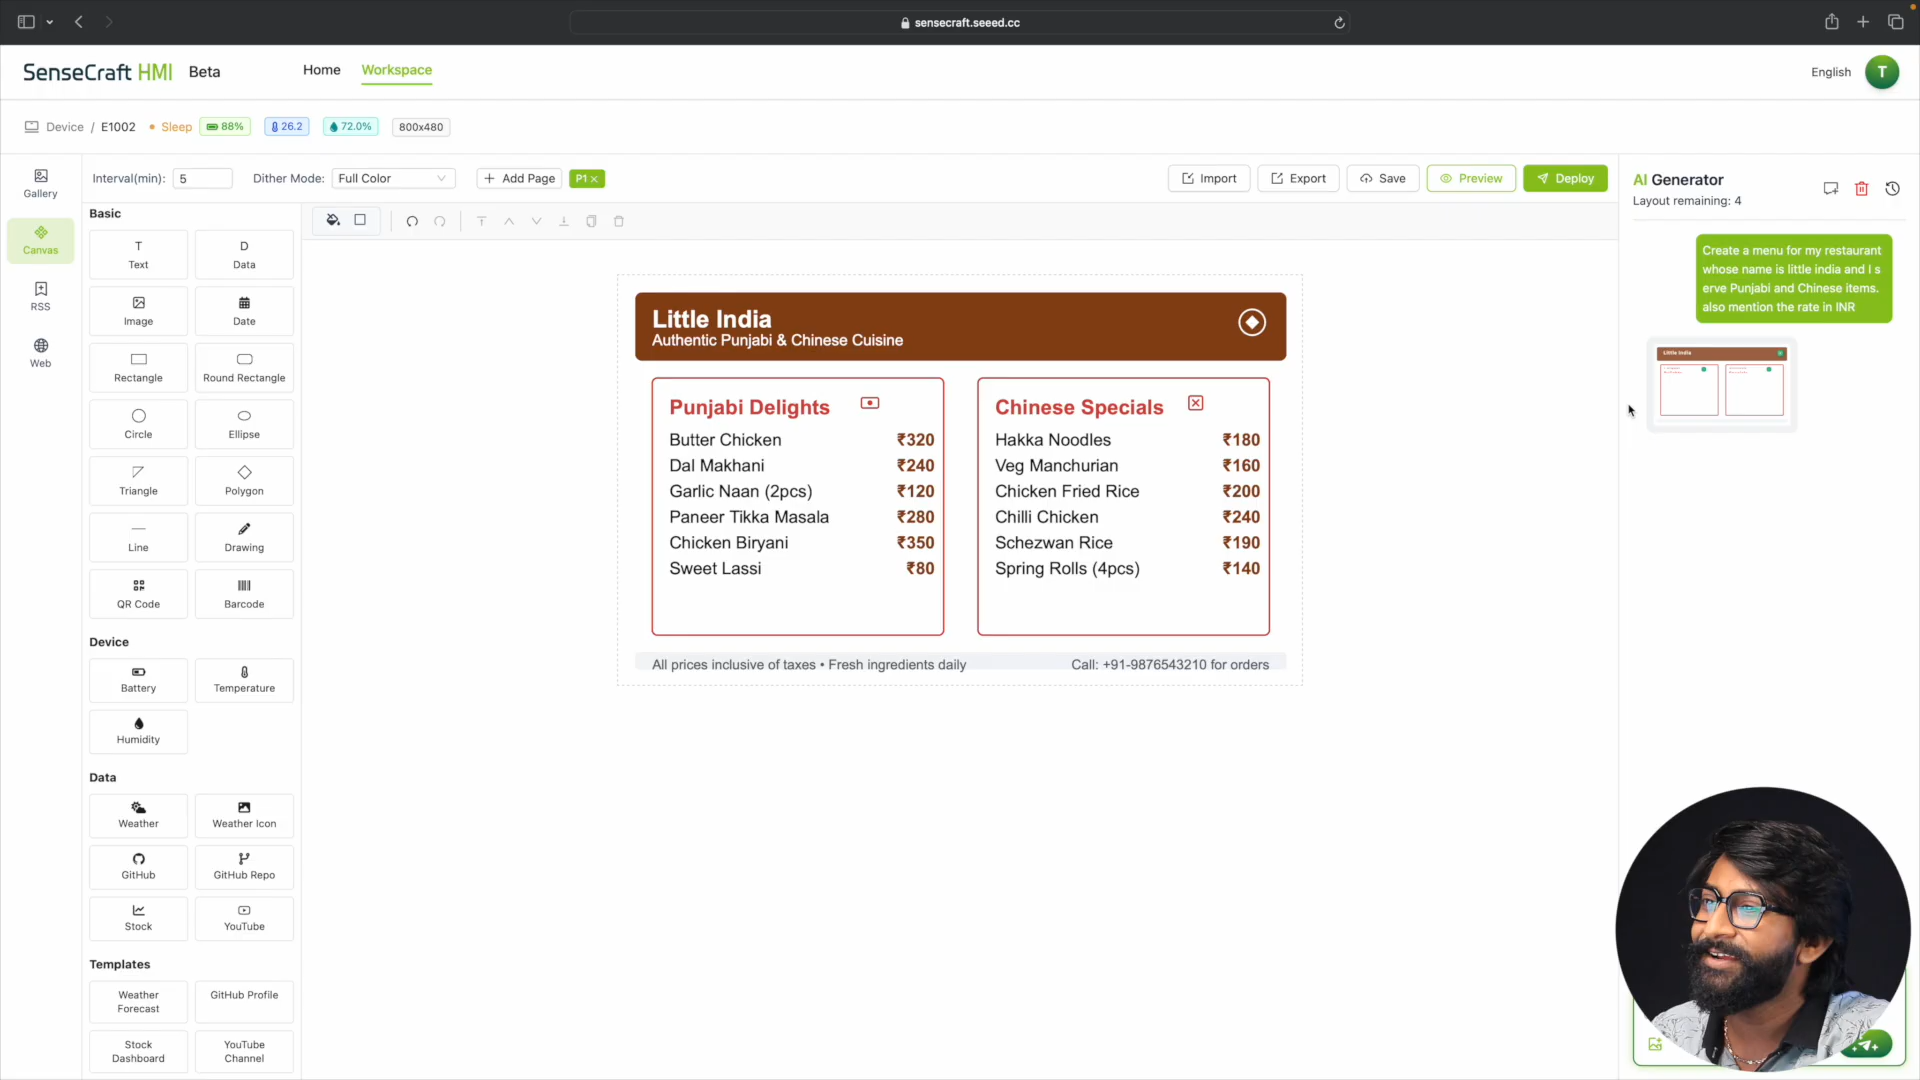 sensecraft.seeed.cc
SenseCraft HMI Beta
Home
Workspace
English
T
Device / E1002
Sleep
88%
26.2
72.0%
800x480
Gallery
Canvas
RSS
Web
Interval(min): 5
Dither Mode: Full Color
Add Page
P1
Import
Export
Save
Preview
Deploy
Basic
T
Text
D
Data
Image
Date
Rectangle
Round Rectangle
Circle
Ellipse
Triangle
Polygon
Line
Drawing
QR Code
Barcode
Device
Battery
Temperature
Humidity
Data
Weather
Weather Icon
GitHub
GitHub Repo
Stock
YouTube
Templates
Weather
Forecast
GitHub Profile
Stock
Dashboard
YouTube
Channel
Little India
Authentic Punjabi & Chinese Cuisine
Punjabi Delights
Butter Chicken ₹320
Dal Makhani ₹240
Garlic Naan (2pcs) ₹120
Paneer Tikka Masala ₹280
Chicken Biryani ₹350
Sweet Lassi ₹80
Chinese Specials
Hakka Noodles ₹180
Veg Manchurian ₹160
Chicken Fried Rice ₹200
Chilli Chicken ₹240
Schezwan Rice ₹190
Spring Rolls (4pcs) ₹140
All prices inclusive of taxes • Fresh ingredients daily
Call: +91-9876543210 for orders
AI Generator
Layout remaining: 4
Create a menu for my restaurant
whose name is little india and I s
erve Punjabi and Chinese items.
also mention the rate in INR
Little India